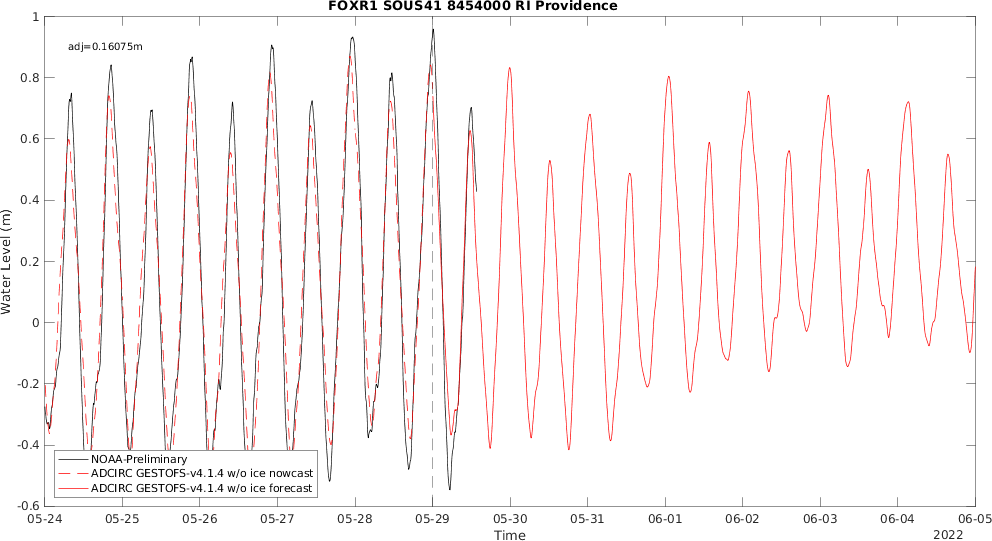 FOXR1 SOUS41 8454000 RI Providence
adj=0.16075m
1
0.8
0.6
0.4
0.2
0
-0.2
-0.4
-0.6
Water Level (m)
NOAA-Preliminary
ADCIRC GESTOFS-v4.1.4 w/o ice nowcast
ADCIRC GESTOFS-v4.1.4 w/o ice forecast
05-24 05-25 05-26 05-27 05-28 05-29 05-30 05-31 06-01 06-02 06-03 06-04 06-05
Time
2022